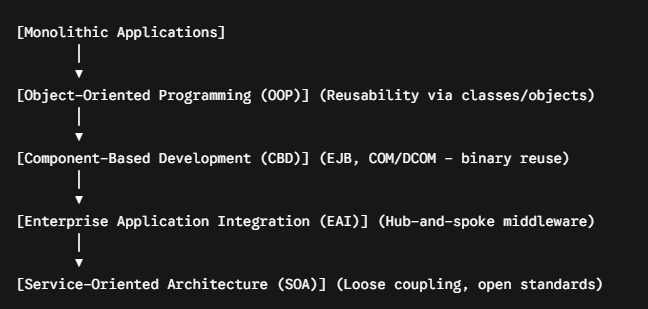 [Monolithic Applications]
[Object-Oriented Programming (OOP)] (Reusability via classes/objects)
[Component-Based Development (CBD)] (EJB, COM/DCOM - binary reuse)
[Enterprise Application Integration (EAI)] (Hub-and-spoke middleware)
[Service-Oriented Architecture (SOA)] (Loose coupling, open standards)